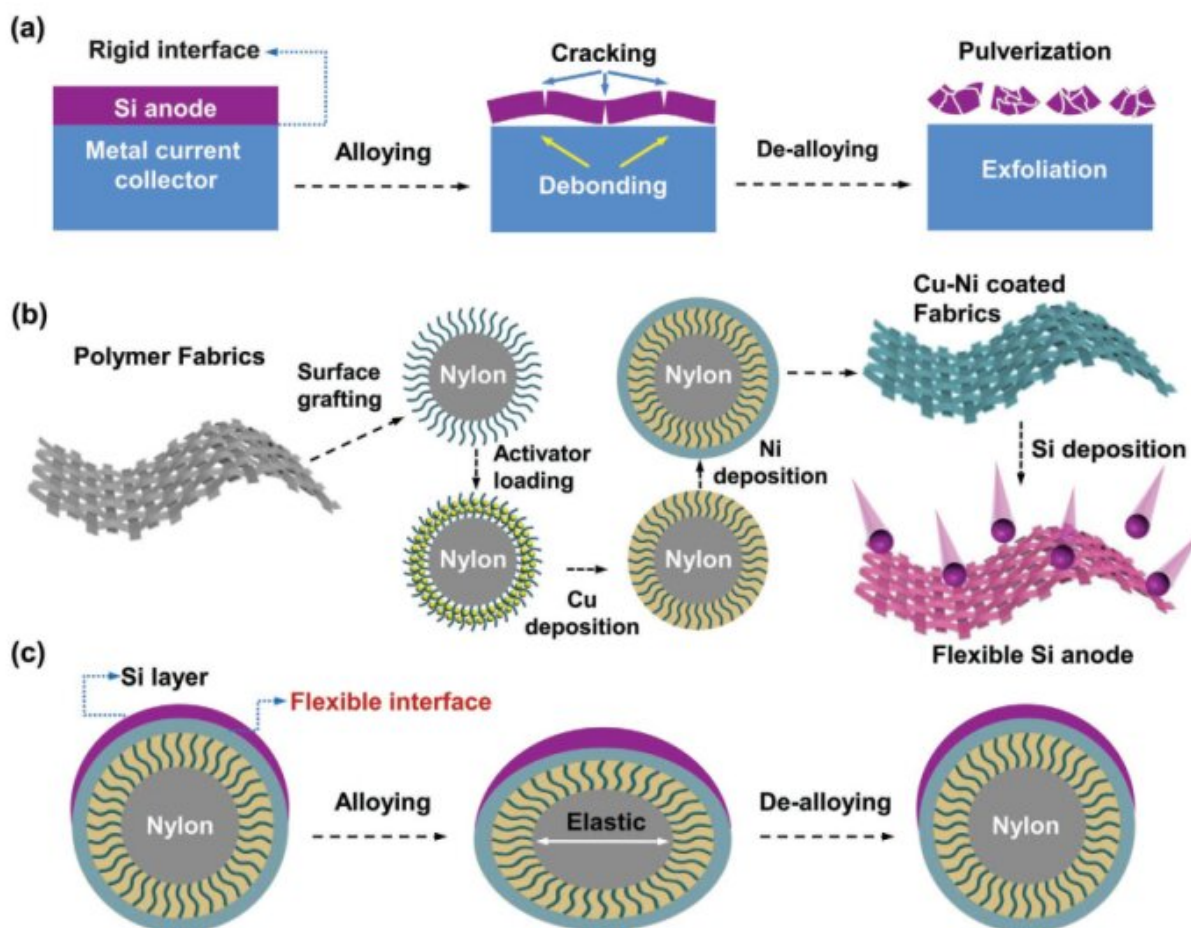 (a)
Rigid interface
Si anode
Metal current
collector
Alloying
Cracking
Debonding
De-alloying
Pulverization
Exfoliation
(b)
Polymer Fabrics
Surface
grafting
Nylon
Activator
loading
Nylon
Cu
deposition
Nylon
Ni
deposition
Nylon
Cu-Ni coated
Fabrics
Si deposition
Flexible Si anode
(c)
Si layer
Flexible interface
Nylon
Alloying
Elastic
De-alloying
Nylon